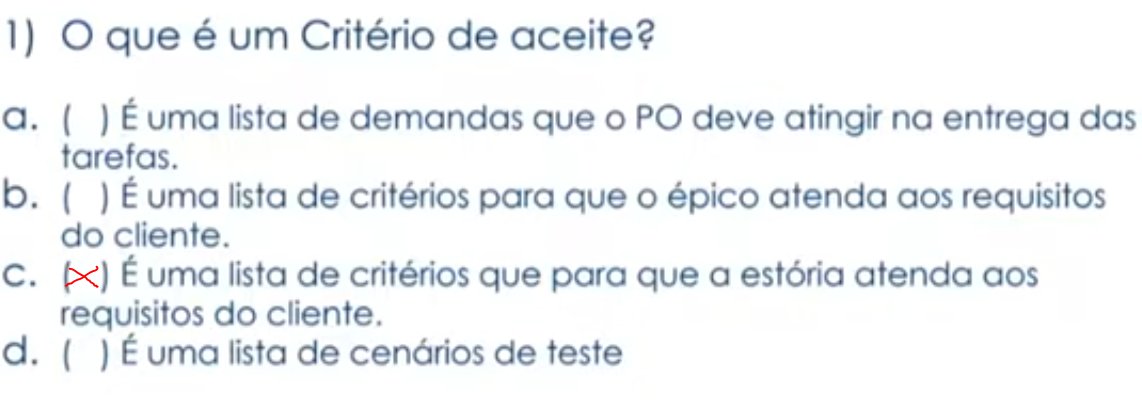 1) O que é um Critério de aceite?
a. ( ) É uma lista de demandas que o PO deve atingir na entrega das
tarefas.
b. ( ) É uma lista de critérios para que o épico atenda aos requisitos
do cliente.
c. (X) É uma lista de critérios que para que a estória atenda aos
requisitos do cliente.
d. ( ) É uma lista de cenários de teste